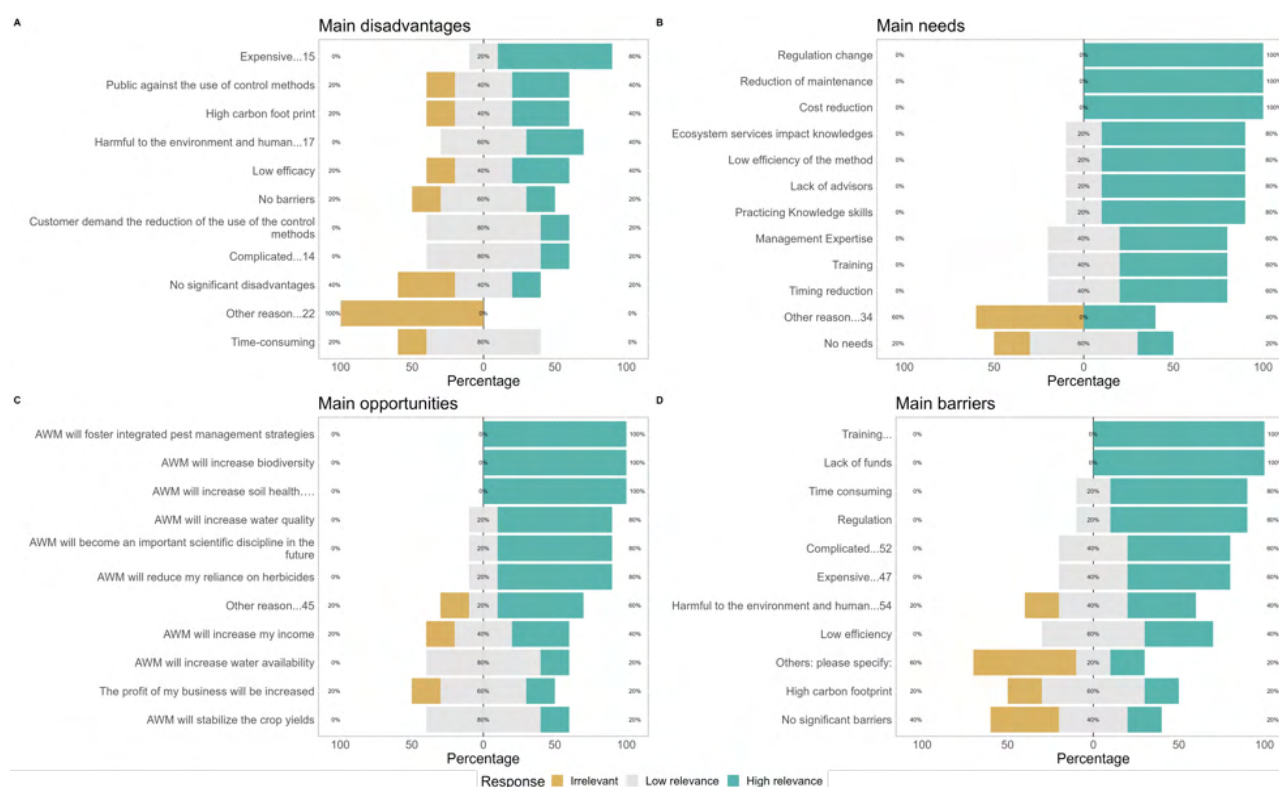 A Main disadvantages
Expensive...15 0% 20% 80%
Public against the use of control methods 20% 40% 40%
High carbon foot print 20% 40% 40%
Harmful to the environment and human...17 0% 60% 40%
Low efficacy 20% 40% 40%
No barriers 20% 60% 20%
Customer demand the reduction of the use of the control
methods 0% 80% 20%
Complicated...14 0% 80% 20%
No significant disadvantages 40% 40% 20%
Other reason...22 100% 0% 0%
Time-consuming 20% 80% 0%
100 50 0 50 100
Percentage
B Main needs
Regulation change 0% 0% 100%
Reduction of maintenance 0% 0% 100%
Cost reduction 0% 0% 100%
Ecosystem services impact knowledges 0% 20% 80%
Low efficiency of the method 0% 20% 80%
Lack of advisors 0% 20% 80%
Practicing Knowledge skills 0% 20% 80%
Management Expertise 0% 40% 60%
Training 0% 40% 60%
Timing reduction 0% 40% 60%
Other reason...34 60% 0% 40%
No needs 20% 60% 20%
100 50 0 50 100
Percentage
C Main opportunities
AWM will foster integrated pest management strategies 0% 0% 100%
AWM will increase biodiversity 0% 0% 100%
AWM will increase soil health.... 0% 0% 100%
AWM will increase water quality 0% 20% 80%
AWM will become an important scientific discipline in the
future 0% 20% 80%
AWM will reduce my reliance on herbicides 0% 20% 80%
Other reason...45 20% 20% 60%
AWM will increase my income 20% 40% 40%
AWM will increase water availability 0% 80% 20%
The profit of my business will be increased 20% 60% 20%
AWM will stabilize the crop yields 0% 80% 20%
100 50 0 50 100
Percentage
D Main barriers
Training... 0% 0% 100%
Lack of funds 0% 0% 100%
Time consuming 0% 20% 80%
Regulation 0% 20% 80%
Complicated...52 0% 40% 60%
Expensive...47 0% 40% 60%
Harmful to the environment and human...54 20% 40% 40%
Low efficiency 0% 60% 40%
Others: please specify: 60% 20% 20%
High carbon footprint 20% 60% 20%
No significant barriers 40% 40% 20%
100 50 0 50 100
Percentage
Response Irrelevant Low relevance High relevance